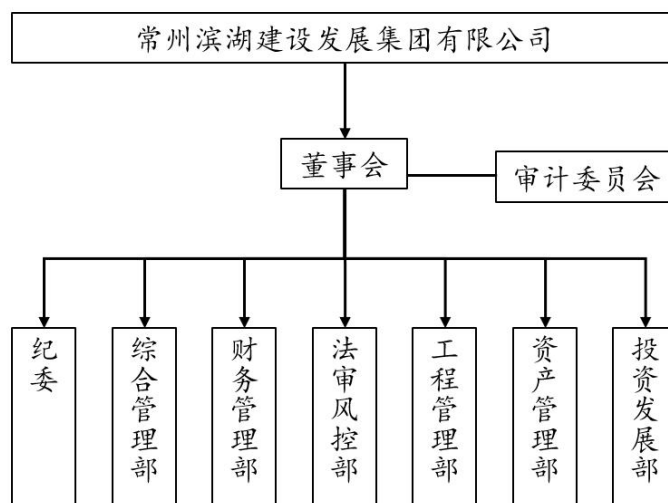 常州滨湖建设发展集团有限公司
董事会
审计委员会
纪委
综合管理部
财务管理部
法审风控部
工程管理部
资产管理部
投资发展部